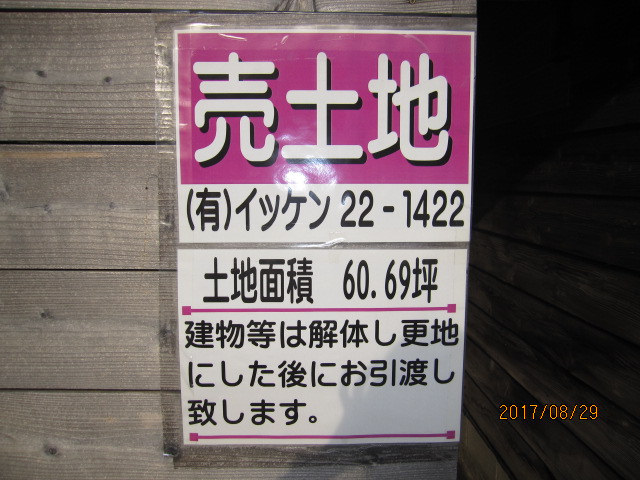 売土地
(有)イッケン 22-1422
土地面積 60.69坪
建物等は解体し更地
にした後にお引渡し
致します。
2017/08/29